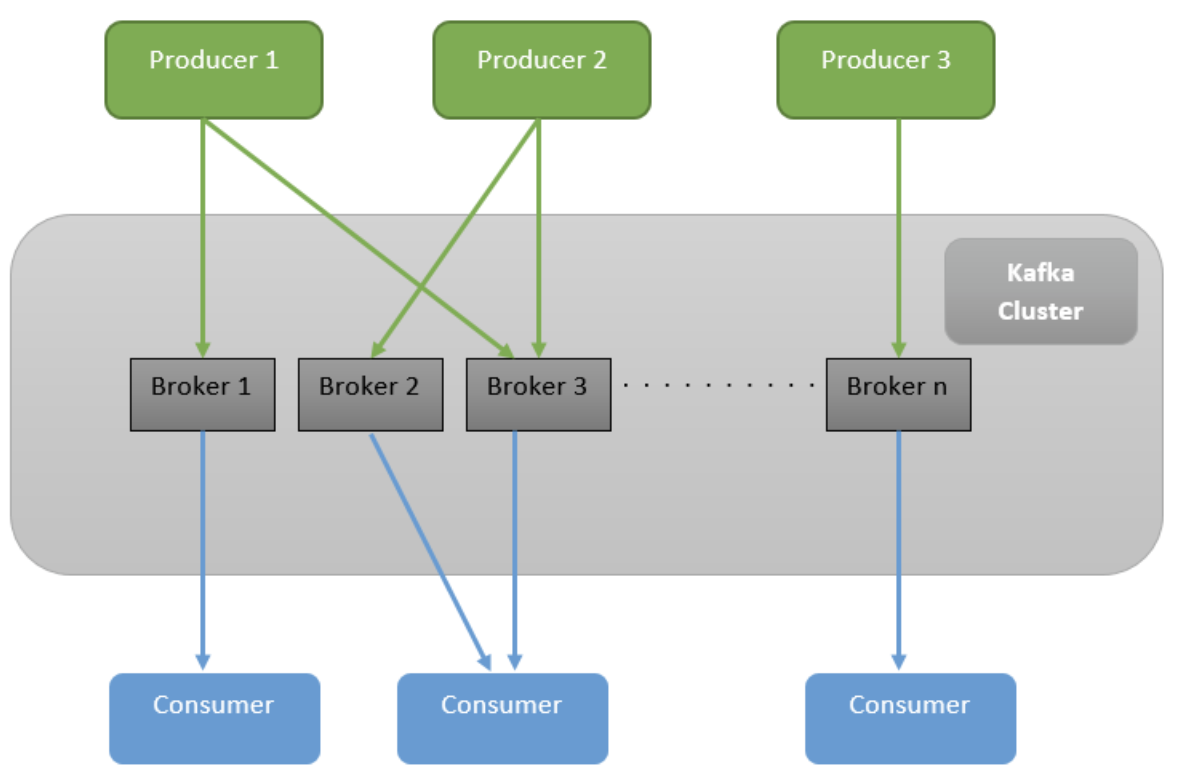 Producer 1
Producer 2
Producer 3
Kafka
Cluster
Broker 1
Broker 2
Broker 3
. . . . . . . . . .
Broker n
Consumer
Consumer
Consumer